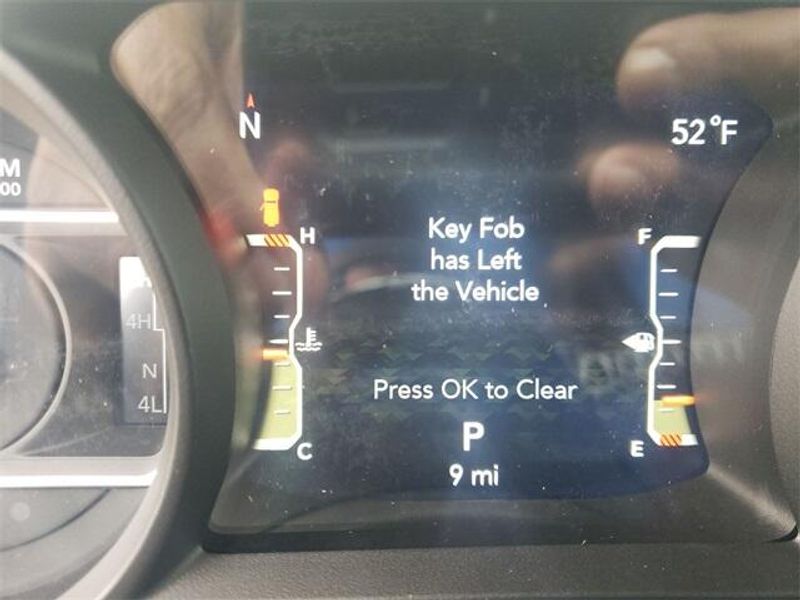 N
52°F
M
00
H
F
Key Fob
has Left
the Vehicle
4H
N
4L
Press OK to Clear
C
P
E
9 mi